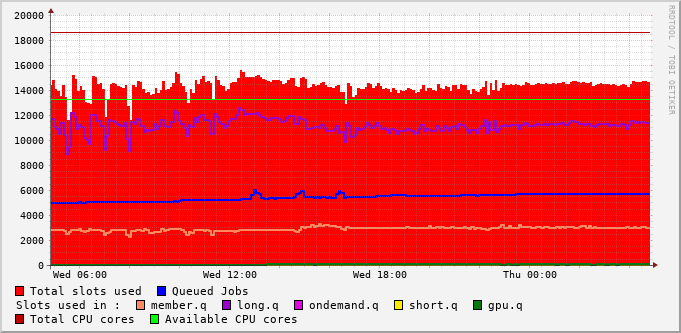 20000
18000
16000
14000
12000
10000
8000
6000
4000
2000
0
Wed 06:00 Wed 12:00 Wed 18:00 Thu 00:00
RRDTOOL / TOBI OETIKER
Total slots used Queued Jobs
Slots used in : member.q long.q ondemand.q short.q gpu.q
Total CPU cores Available CPU cores